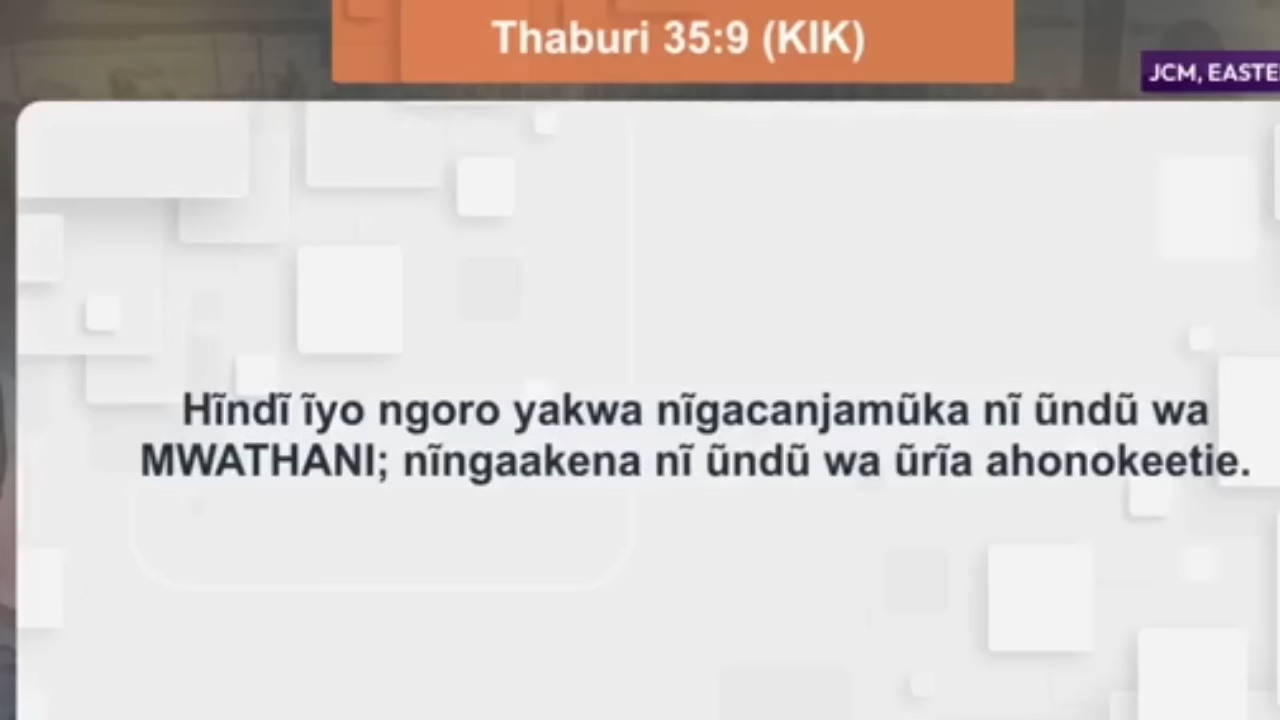 Thaburi 35:9 (KIK)
JCM, EASTE
Hĩndĩ ĩyo ngoro yakwa nĩgacanjamũka nĩ ũndũ wa
MWATHANI; nĩngaakena nĩ ũndũ wa ũrĩa ahonokeetie.